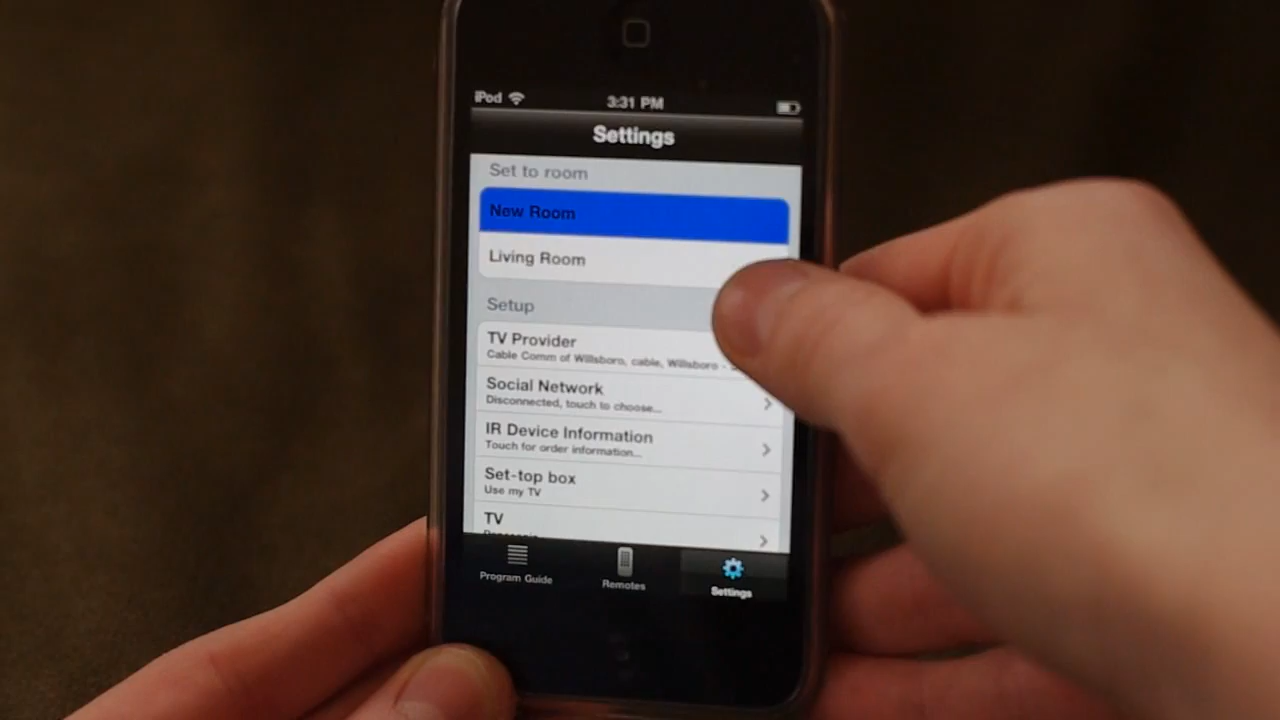 iPod 3:31 PM
Settings
Set to room
New Room
Living Room
Setup
TV Provider
Cable Comm of Willsboro, cable, Willsboro -
Social Network
Disconnected, touch to choose...
IR Device Information
Touch for order information...
Set-top box
Use my TV
TV
Program Guide Remotes Settings